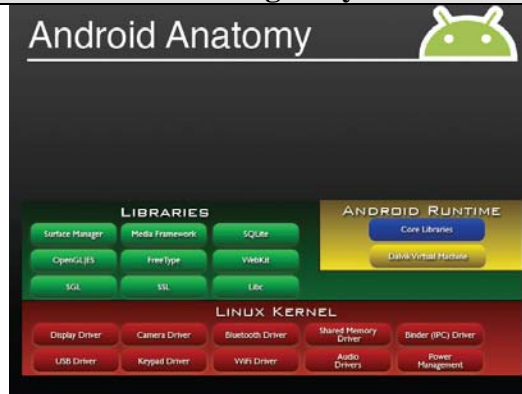 Android Anatomy
LIBRARIES
Surface Manager Media Framework SQLite
OpenGL|ES FreeType WebKit
SGL SSL Libc
ANDROID RUNTIME
Core Libraries
Dalvik Virtual Machine
LINUX KERNEL
Display Driver Camera Driver Bluetooth Driver Shared Memory Driver Binder (IPC) Driver
USB Driver Keypad Driver WiFi Driver Audio Drivers Power Management